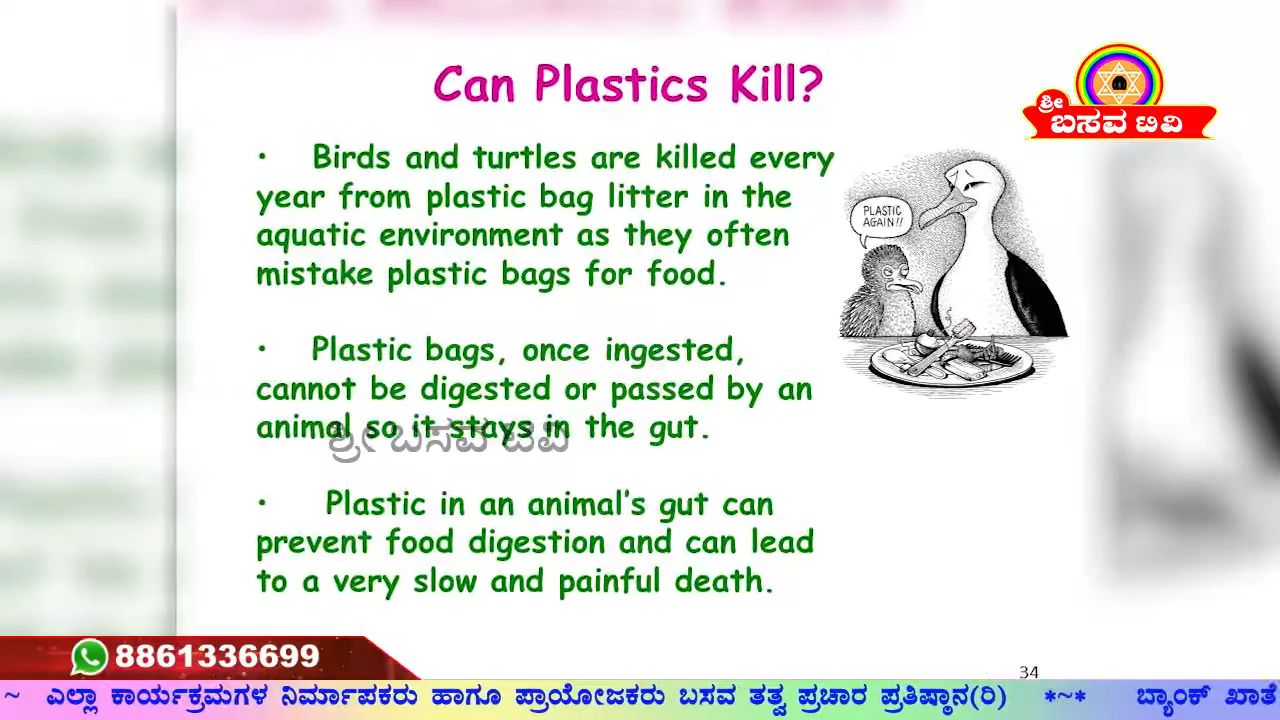 Can Plastics Kill?
ಶ್ರೀ
ಬಸವ ಟಿವಿ
• Birds and turtles are killed every
year from plastic bag litter in the
aquatic environment as they often
mistake plastic bags for food.
PLASTIC
AGAIN!!
• Plastic bags, once ingested,
cannot be digested or passed by an
animal so it stays in the gut.
ಶ್ರೀ ಬಸವ ಟಿವಿ
• Plastic in an animal's gut can
prevent food digestion and can lead
to a very slow and painful death.
8861336699
34
~ ಎಲ್ಲಾ ಕಾರ್ಯಕ್ರಮಗಳ ನಿರ್ಮಾಪಕರು ಹಾಗೂ ಪ್ರಾಯೋಜಕರು ಬಸವ ತತ್ವ ಪ್ರಚಾರ ಪ್ರತಿಷ್ಠಾನ(ರಿ) *~* ಬ್ಯಾಂಕ್ ಖಾತೆ